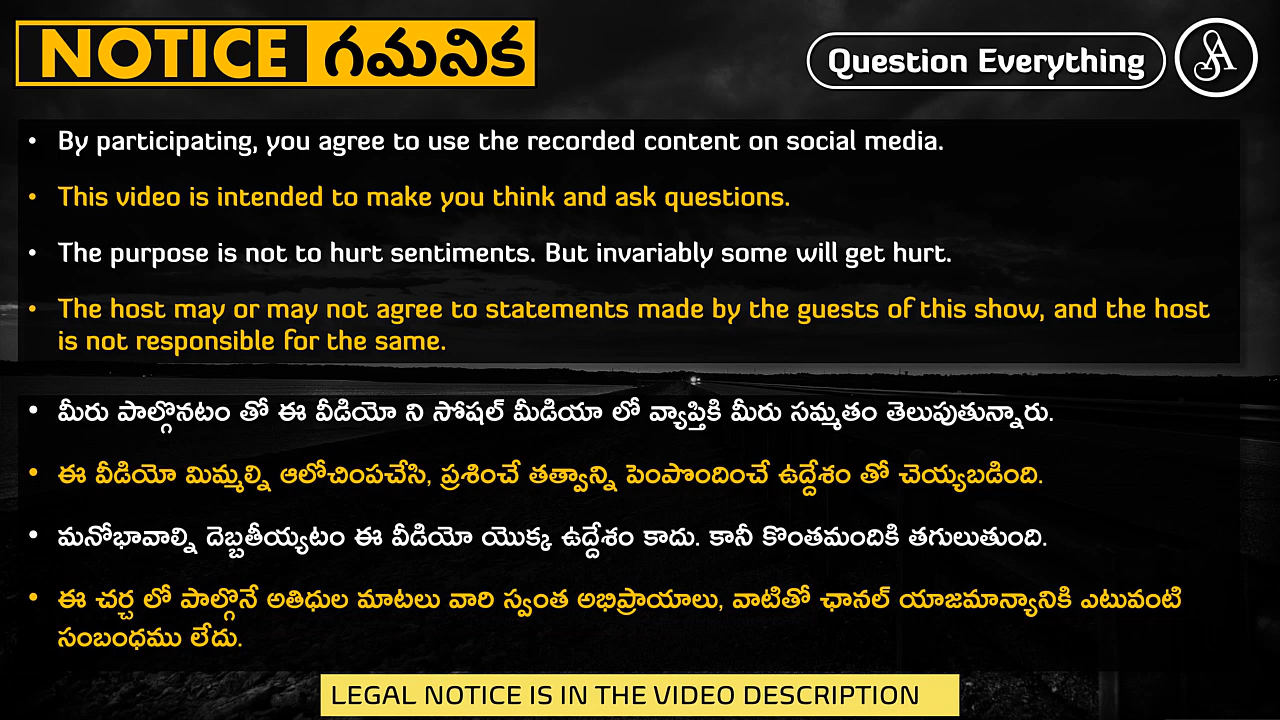 NOTICE గమనిక
Question Everything
• By participating, you agree to use the recorded content on social media.
• This video is intended to make you think and ask questions.
• The purpose is not to hurt sentiments. But invariably some will get hurt.
• The host may or may not agree to statements made by the guests of this show, and the host
is not responsible for the same.
• మీరు పాల్గొనటం తో ఈ వీడియో ని సోషల్ మీడియా లో వ్యాప్తికి మీరు సమ్మతం తెలుపుతున్నారు.
• ఈ వీడియో మిమ్మల్ని ఆలోచింపచేసి, ప్రశించే తత్వాన్ని పెంపొందించే ఉద్దేశం తో చెయ్యబడింది.
• మనోభావాల్ని దెబ్బతీయ్యటం ఈ వీడియో యొక్క ఉద్దేశం కాదు. కానీ కొంతమందికి తగులుతుంది.
• ఈ చర్చ లో పాల్గొనే అతిధుల మాటలు వారి స్వంత అభిప్రాయాలు, వాటితో ఛానల్ యాజమాన్యానికి ఎటువంటి
సంబంధము లేదు.
LEGAL NOTICE IS IN THE VIDEO DESCRIPTION